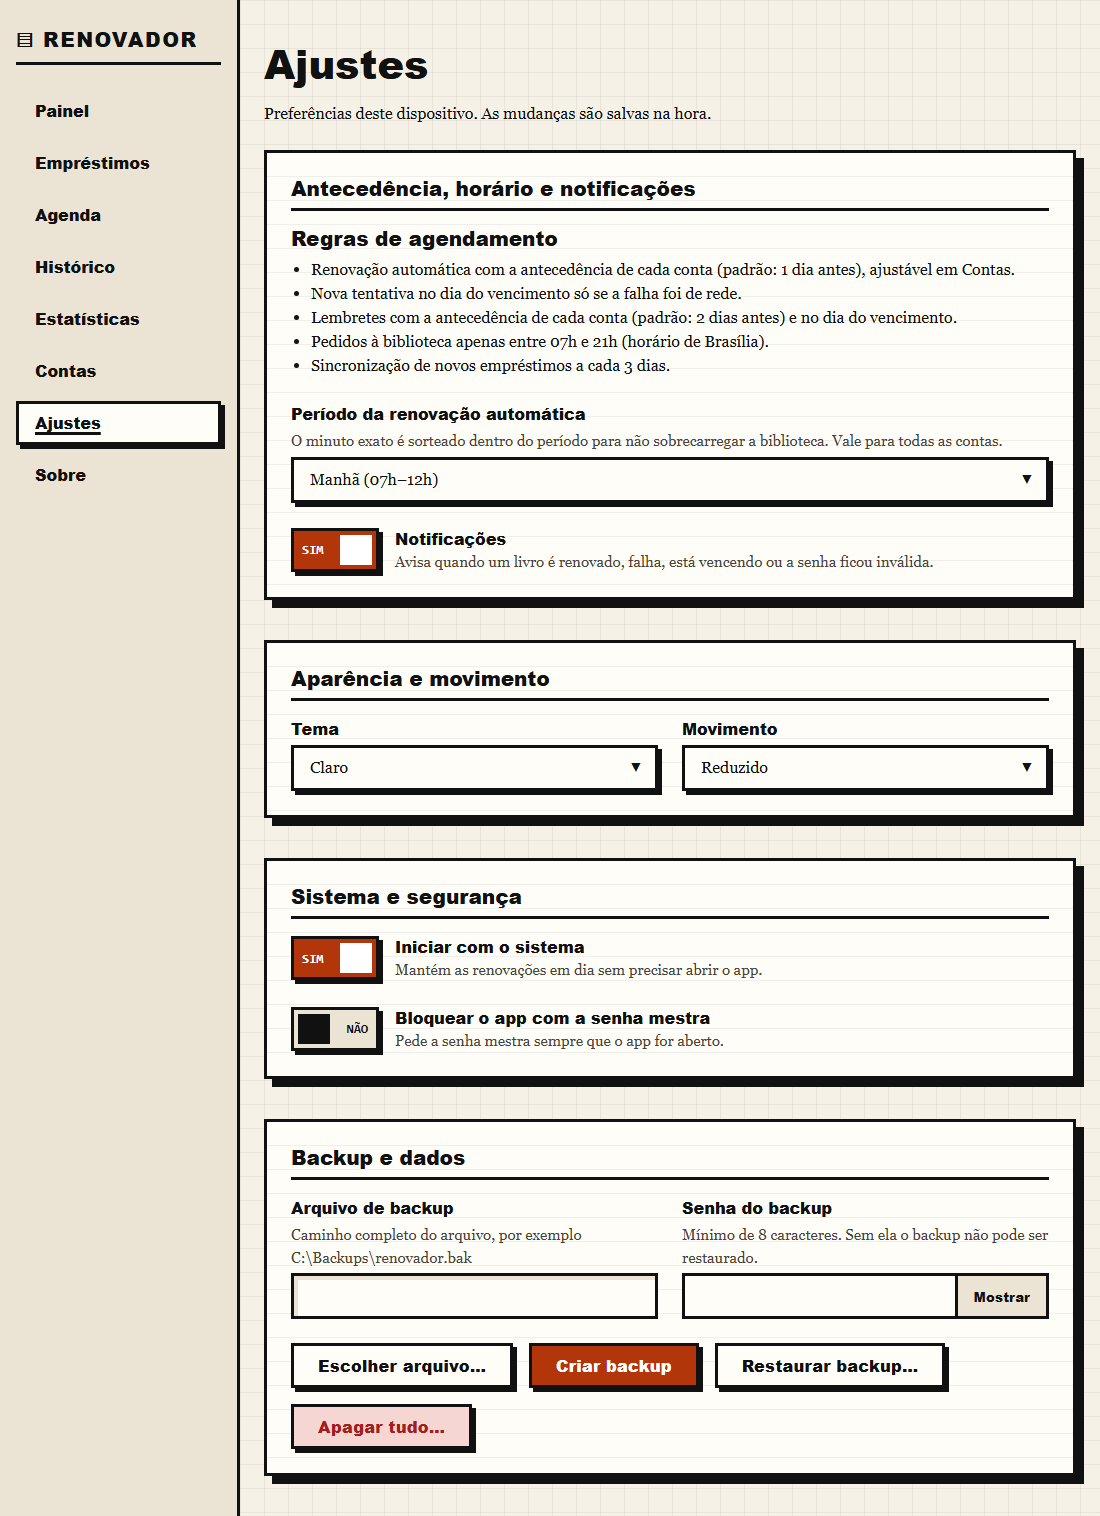 RENOVADOR
Painel
Empréstimos
Agenda
Histórico
Estatísticas
Contas
Ajustes
Sobre
Ajustes
Preferências deste dispositivo. As mudanças são salvas na hora.
Antecedência, horário e notificações
Regras de agendamento
• Renovação automática com a antecedência de cada conta (padrão: 1 dia antes), ajustável em Contas.
• Nova tentativa no dia do vencimento só se a falha foi de rede.
• Lembretes com a antecedência de cada conta (padrão: 2 dias antes) e no dia do vencimento.
• Pedidos à biblioteca apenas entre 07h e 21h (horário de Brasília).
• Sincronização de novos empréstimos a cada 3 dias.
Período da renovação automática
O minuto exato é sorteado dentro do período para não sobrecarregar a biblioteca. Vale para todas as contas.
Manhã (07h–12h)
SIM
Notificações
Avisa quando um livro é renovado, falha, está vencendo ou a senha ficou inválida.
Aparência e movimento
Tema
Claro
Movimento
Reduzido
Sistema e segurança
SIM
Iniciar com o sistema
Mantém as renovações em dia sem precisar abrir o app.
NÃO
Bloquear o app com a senha mestra
Pede a senha mestra sempre que o app for aberto.
Backup e dados
Arquivo de backup
Caminho completo do arquivo, por exemplo
C:\Backups\renovador.bak
Senha do backup
Mínimo de 8 caracteres. Sem ela o backup não pode ser
restaurado.
Mostrar
Escolher arquivo...
Criar backup
Restaurar backup...
Apagar tudo...